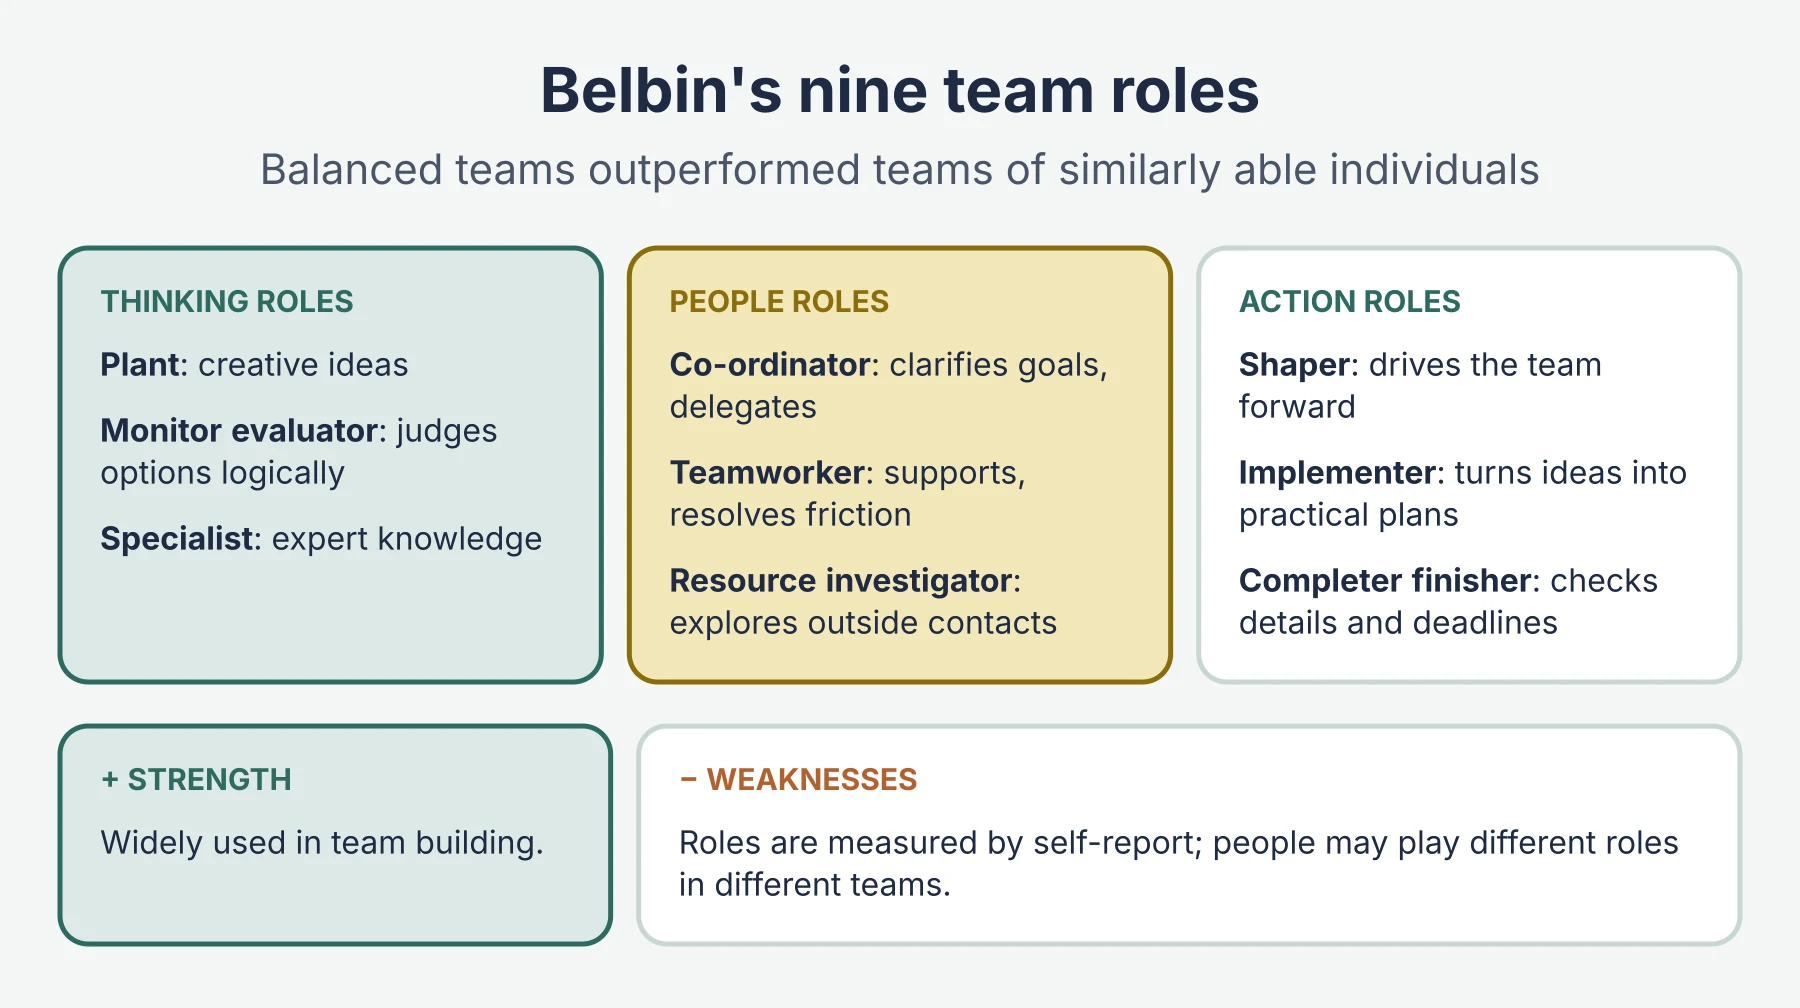 Belbin's nine team roles
Balanced teams outperformed teams of similarly able individuals
THINKING ROLES
Plant: creative ideas
Monitor evaluator: judges
options logically
Specialist: expert knowledge
PEOPLE ROLES
Co-ordinator: clarifies goals,
delegates
Teamworker: supports,
resolves friction
Resource investigator:
explores outside contacts
ACTION ROLES
Shaper: drives the team
forward
Implementer: turns ideas into
practical plans
Completer finisher: checks
details and deadlines
+ STRENGTH
Widely used in team building.
− WEAKNESSES
Roles are measured by self-report; people may play different roles
in different teams.